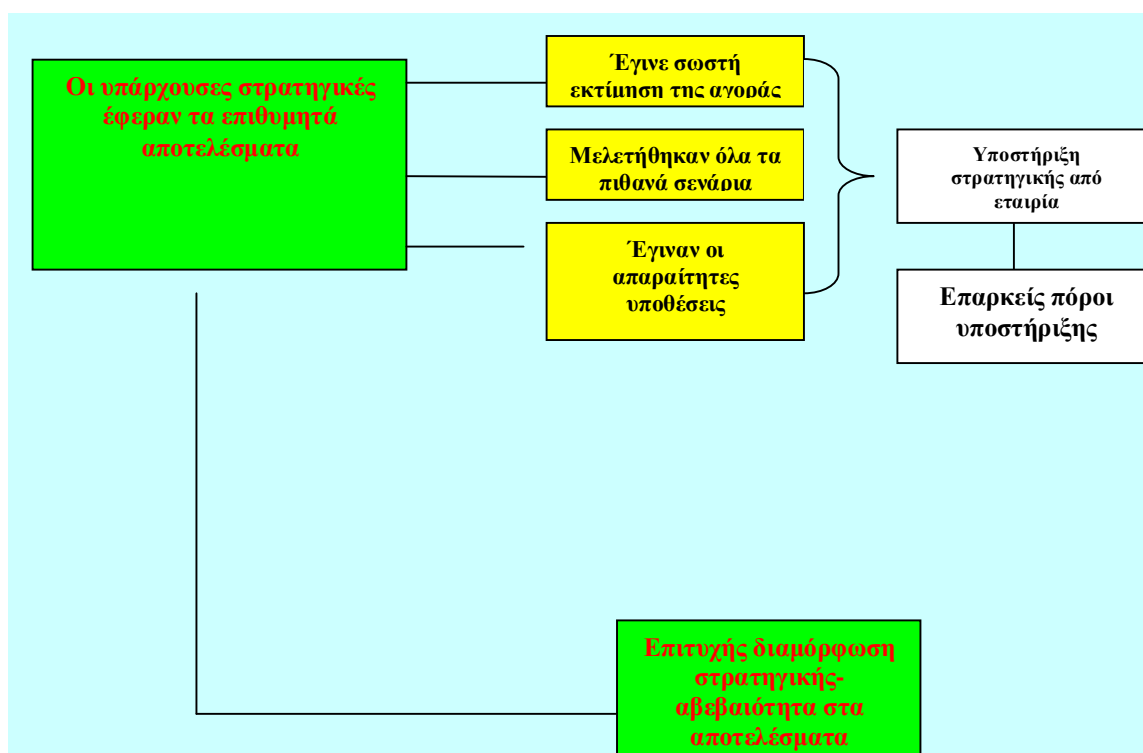 Οι υπάρχουσες στρατηγικές
έφεραν τα επιθυμητά
αποτελέσματα
Έγινε σωστή
εκτίμηση της αγοράς
Μελετήθηκαν όλα τα
πιθανά σενάρια
Έγιναν οι
απαραίτητες
υποθέσεις
Υποστήριξη
στρατηγικής από
εταιρία
Επαρκείς πόροι
υποστήριξης
Επιτυχής διαμόρφωση
στρατηγικής-
αβεβαιότητα στα
αποτελέσματα